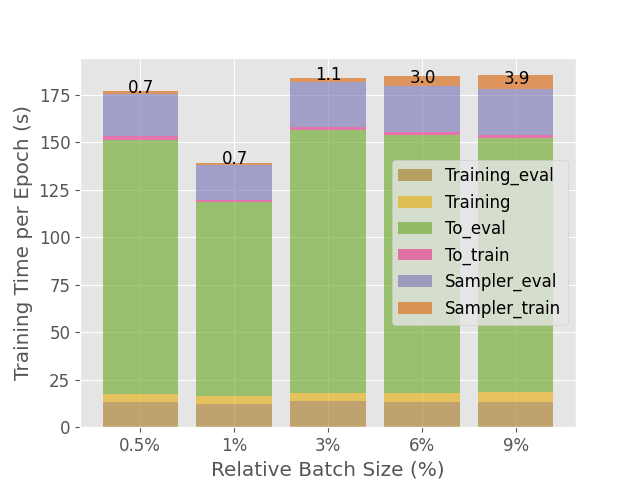 0.7
0.7
1.1
3.0
3.9
175
150
125
100
75
50
25
0
Training Time per Epoch (s)
Training_eval
Training
To_eval
To_train
Sampler_eval
Sampler_train
0.5%
1%
3%
6%
9%
Relative Batch Size (%)